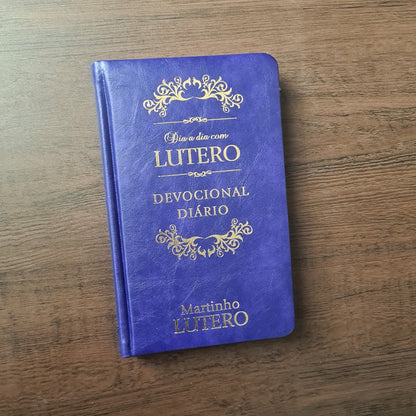 Dia a dia com
LUTERO
DEVOCIONAL
DIÁRIO
Martinho
LUTERO